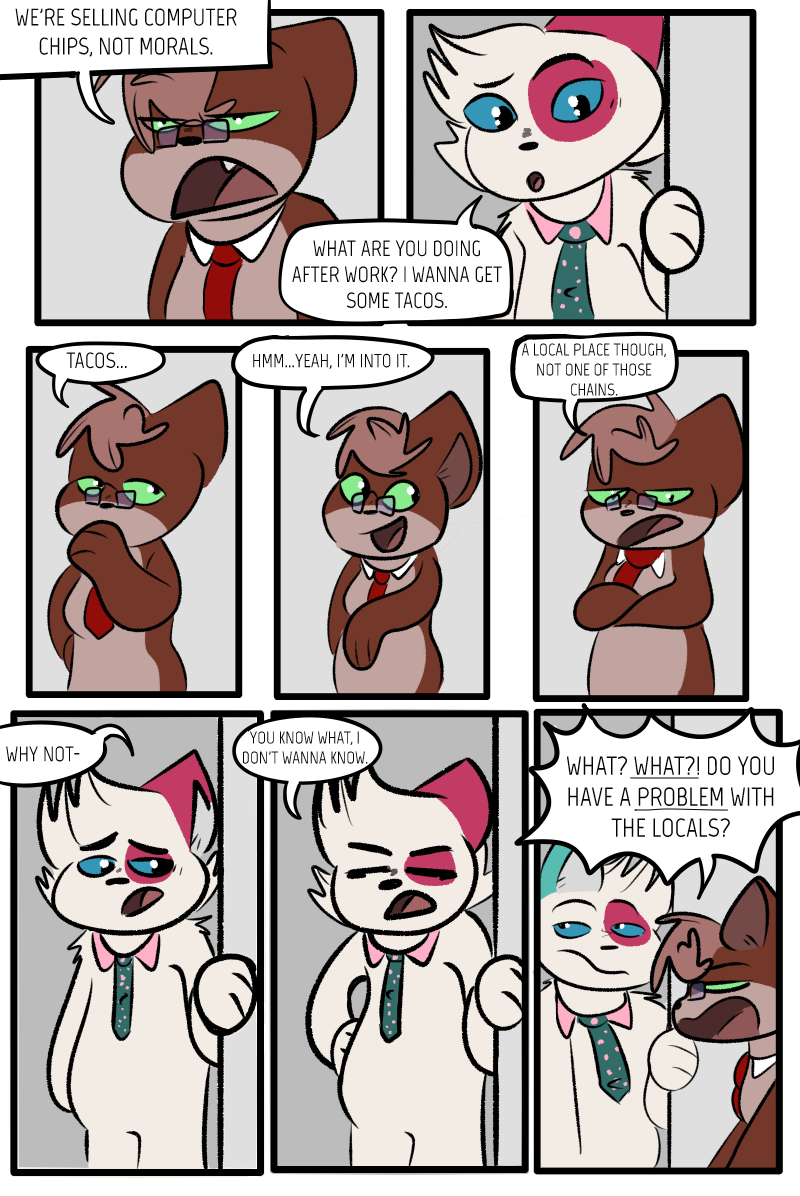 WE'RE SELLING COMPUTER
CHIPS, NOT MORALS.
WHAT ARE YOU DOING
AFTER WORK? I WANNA GET
SOME TACOS.
TACOS...
HMM...YEAH, I'M INTO IT.
A LOCAL PLACE THOUGH,
NOT ONE OF THOSE
CHAINS.
WHY NOT-
YOU KNOW WHAT, I
DON'T WANNA KNOW.
WHAT? WHAT?! DO YOU
HAVE A PROBLEM WITH
THE LOCALS?